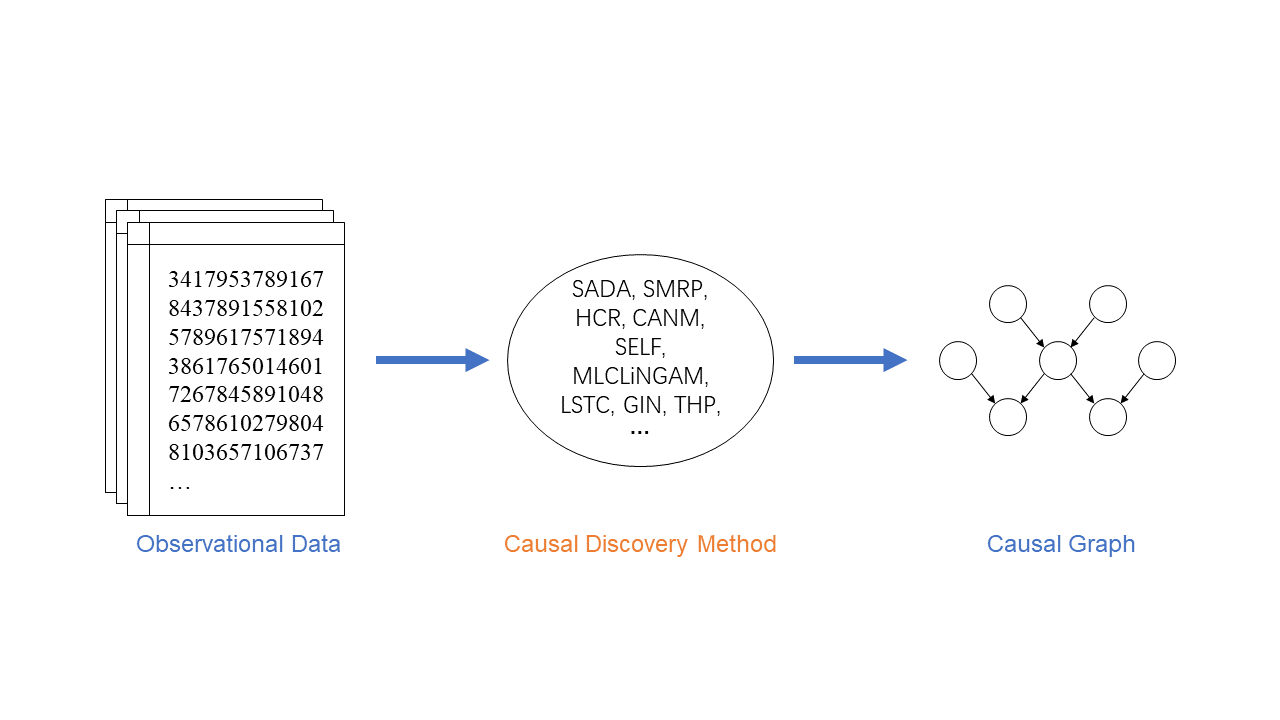 3417953789167
8437891558102
5789617571894
3861765014601
7267845891048
6578610279804
8103657106737
…
Observational Data
SADA, SMRP,
HCR, CANM,
SELF,
MLCLiNGAM,
LSTC, GIN, THP,
…
Causal Discovery Method
Causal Graph